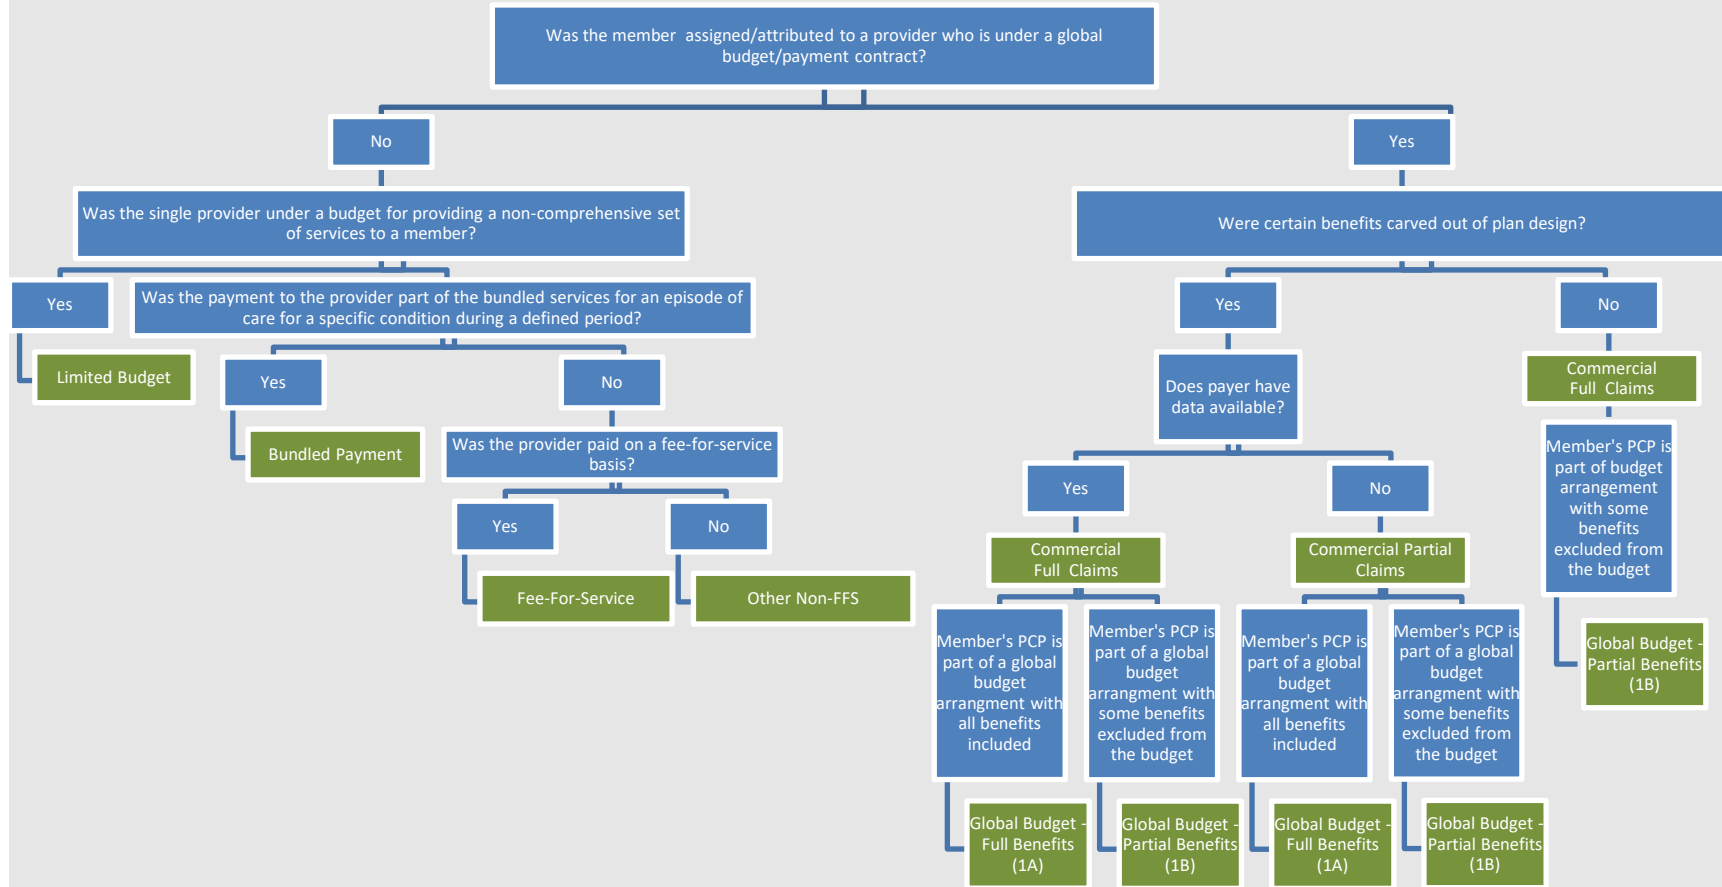 Was the member assigned/attributed to a provider who is under a global
budget/payment contract?
No
Yes
Was the single provider under a budget for providing a non-comprehensive set
of services to a member?
Were certain benefits carved out of plan design?
Yes
Was the payment to the provider part of the bundled services for an episode of
care for a specific condition during a defined period?
Yes
No
Limited Budget
Yes
No
Does payer have
data available?
Commercial
Full Claims
Bundled Payment
Was the provider paid on a fee-for-service
basis?
Member's PCP is
part of budget
arrangement
with some
benefits
excluded from
the budget
Yes
No
Yes
No
Commercial
Full Claims
Commercial Partial
Claims
Fee-For-Service
Other Non-FFS
Member's PCP is
part of a global
budget
arrangment with
all benefits
included
Member's PCP is
part of a global
budget
arrangment with
some benefits
excluded from
the budget
Member's PCP is
part of a global
budget
arrangment with
all benefits
included
Member's PCP is
part of a global
budget
arrangment with
some benefits
excluded from
the budget
Global Budget -
Partial Benefits
(1B)
Global Budget -
Full Benefits
(1A)
Global Budget -
Partial Benefits
(1B)
Global Budget -
Full Benefits
(1A)
Global Budget -
Partial Benefits
(1B)